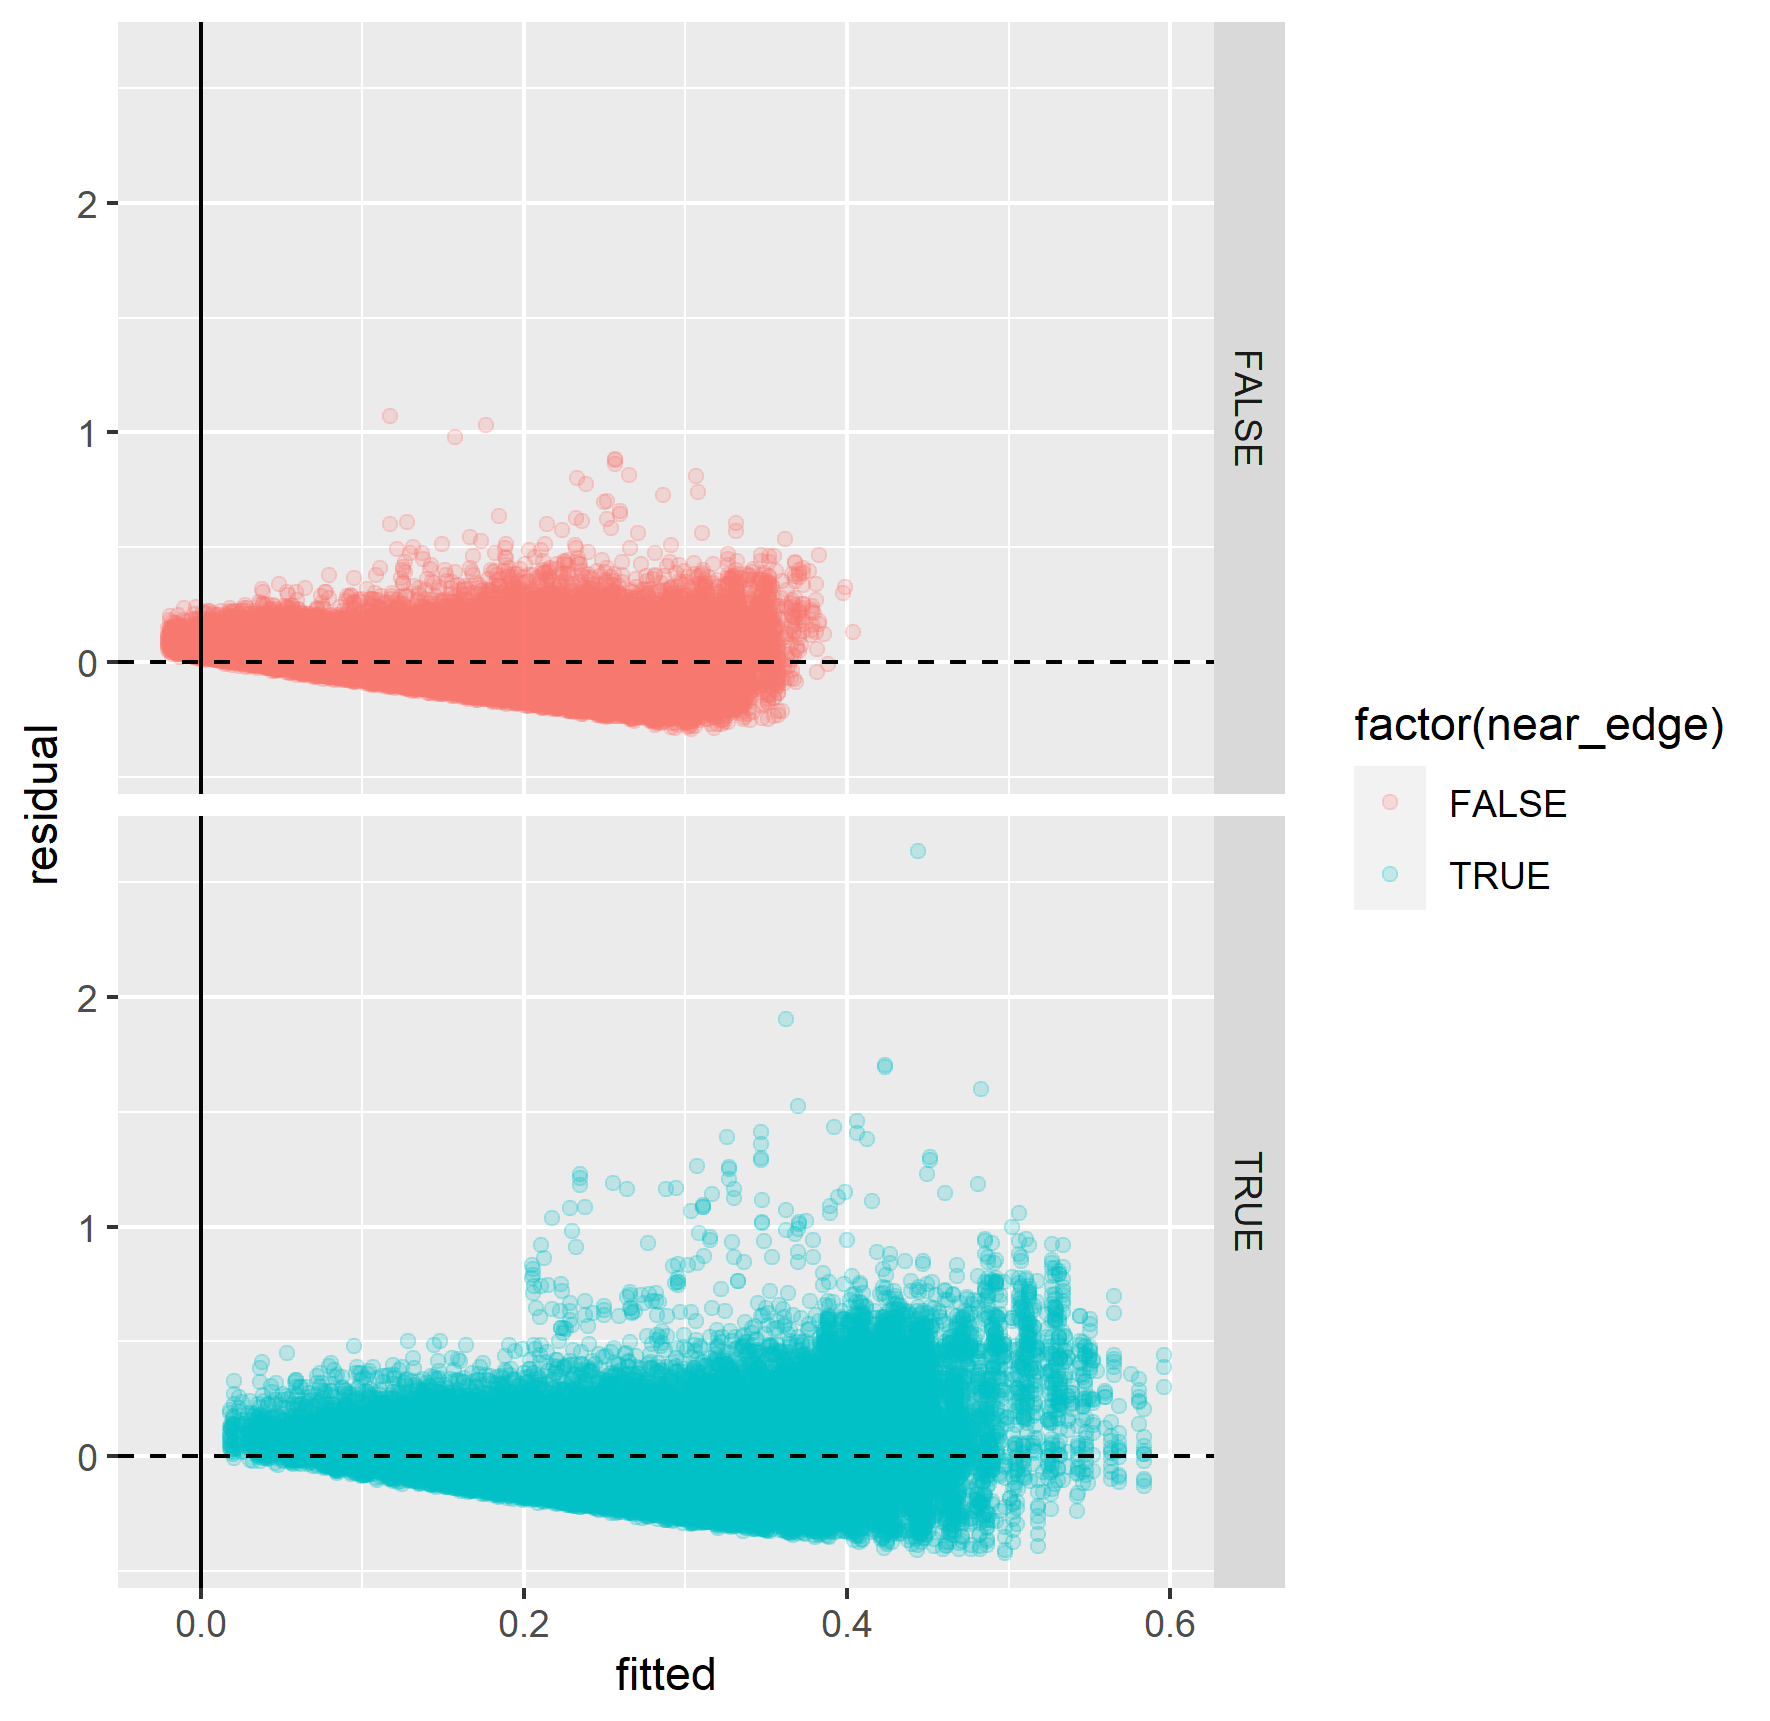 2
1
0
FALSE
residual
2
1
0
TRUE
0.0 0.2 0.4 0.6
fitted
factor(near_edge)
FALSE
TRUE